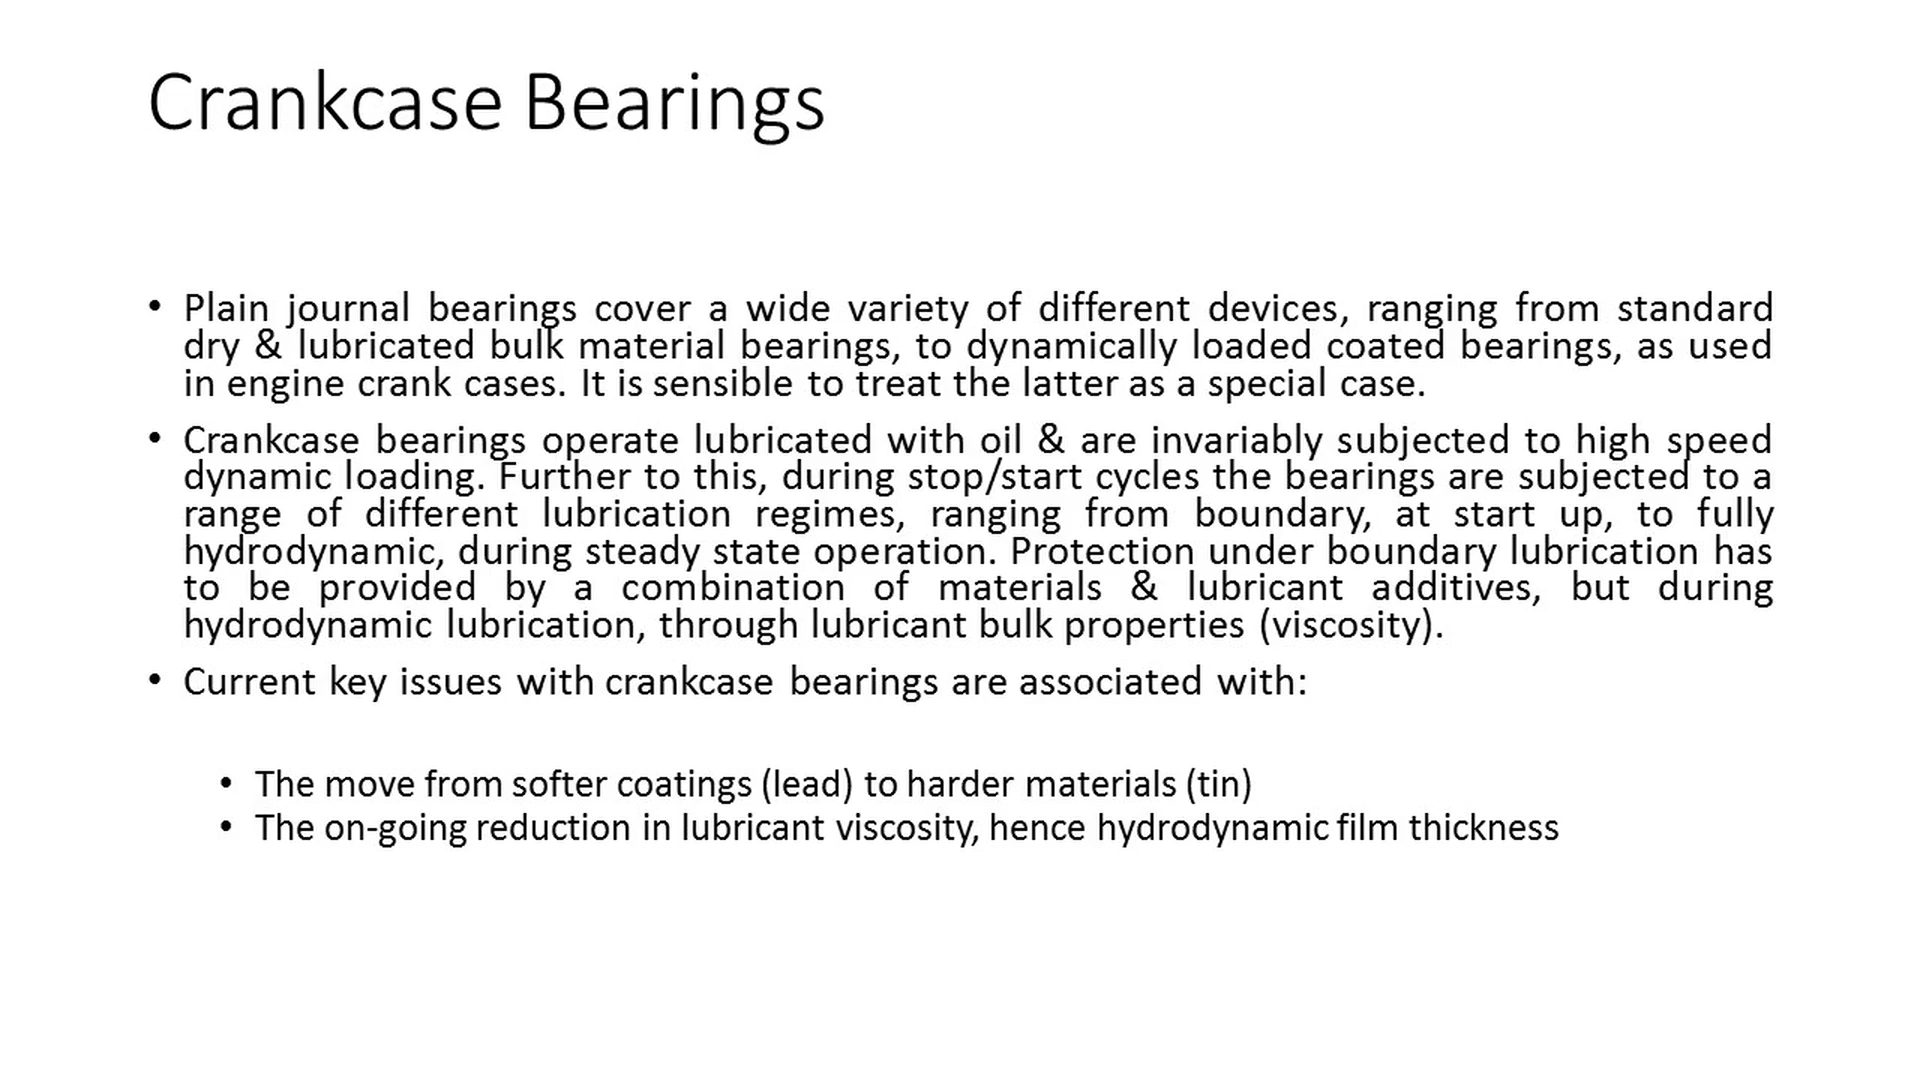 Crankcase Bearings
• Plain journal bearings cover a wide variety of different devices, ranging from standard
dry & lubricated bulk material bearings, to dynamically loaded coated bearings, as used
in engine crank cases. It is sensible to treat the latter as a special case.
• Crankcase bearings operate lubricated with oil & are invariably subjected to high speed
dynamic loading. Further to this, during stop/start cycles the bearings are subjected to a
range of different lubrication regimes, ranging from boundary, at start up, to fully
hydrodynamic, during steady state operation. Protection under boundary lubrication has
to be provided by a combination of materials & lubricant additives, but during
hydrodynamic lubrication, through lubricant bulk properties (viscosity).
• Current key issues with crankcase bearings are associated with:
• The move from softer coatings (lead) to harder materials (tin)
• The on-going reduction in lubricant viscosity, hence hydrodynamic film thickness